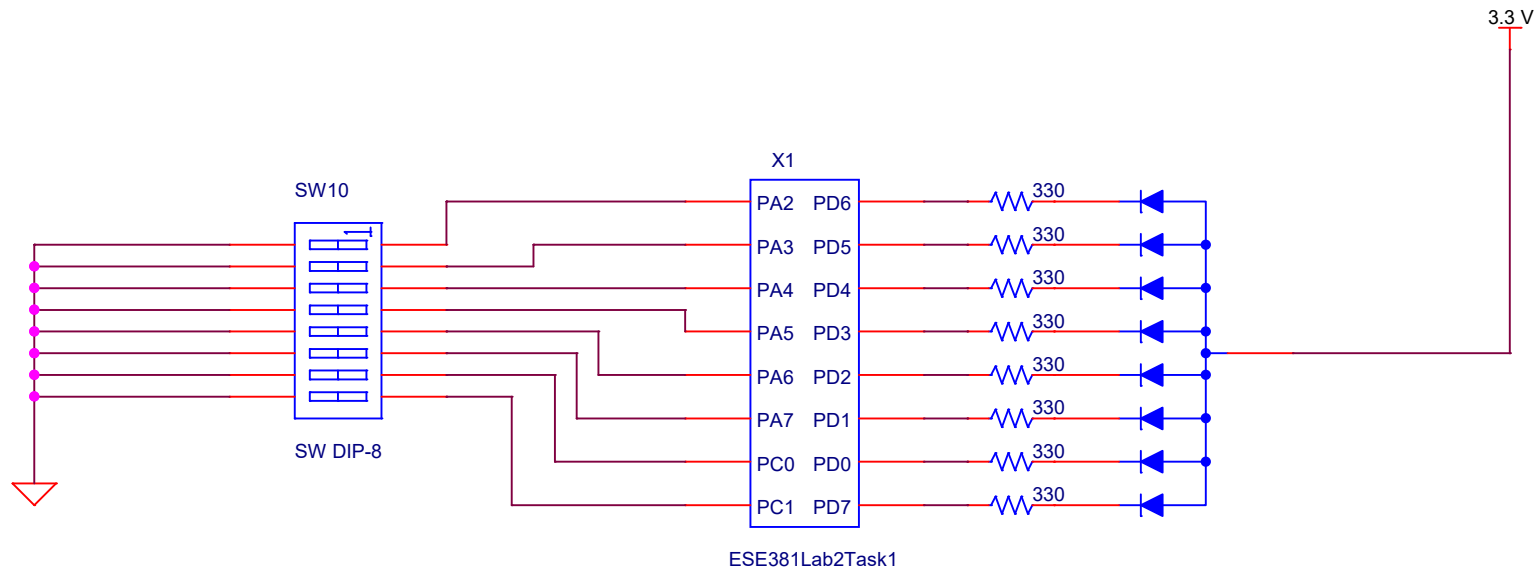 3.3 V
X1
SW10
1
PA2 PD6 330
PA3 PD5 330
PA4 PD4 330
PA5 PD3 330
PA6 PD2 330
PA7 PD1 330
PC0 PD0 330
PC1 PD7 330
SW DIP-8
ESE381Lab2Task1